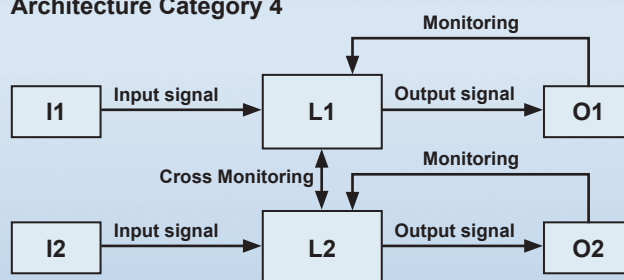 Architecture Category 4
Monitoring
I1
Input signal
L1
Output signal
O1
Cross Monitoring
Monitoring
I2
Input signal
L2
Output signal
O2